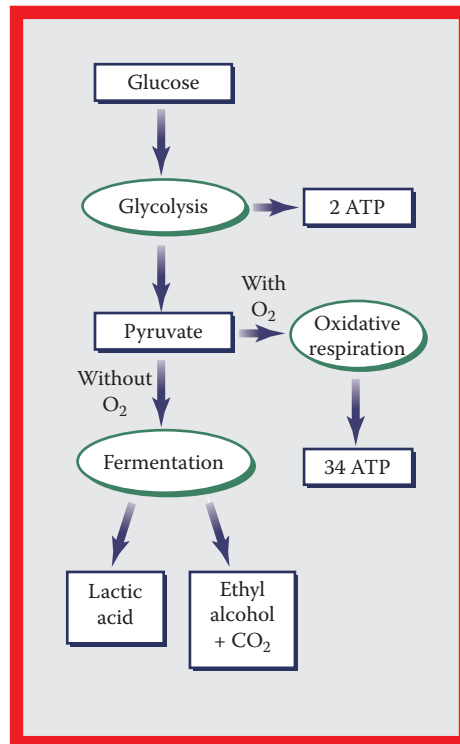 Glucose
Glycolysis
2 ATP
With
O₂
Pyruvate
Oxidative
respiration
Without
O₂
Fermentation
34 ATP
Lactic
acid
Ethyl
alcohol
+ CO₂